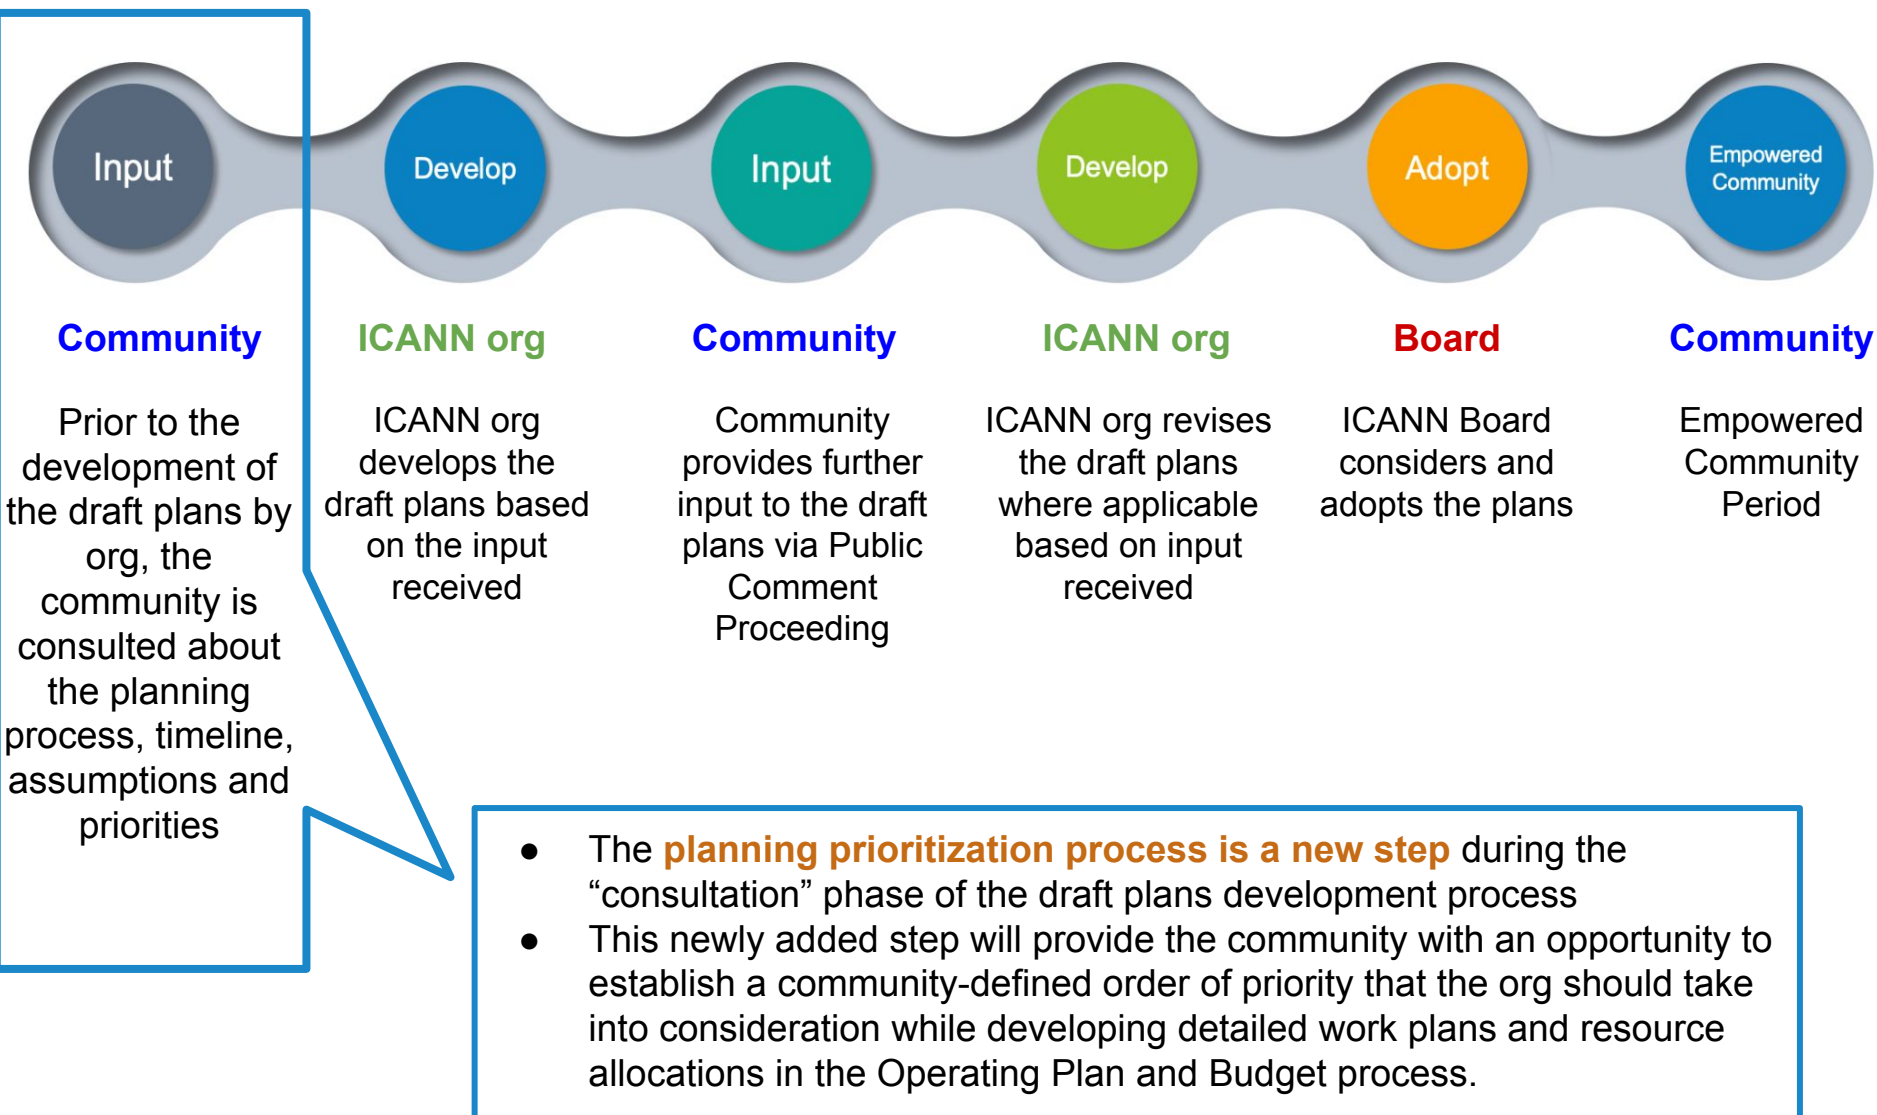 Input
Develop
Input
Develop
Adopt
Empowered
Community
Community
Prior to the
development of
the draft plans by
org, the
community is
consulted about
the planning
process, timeline,
assumptions and
priorities
ICANN org
ICANN org
develops the
draft plans based
on the input
received
Community
Community
provides further
input to the draft
plans via Public
Comment
Proceeding
ICANN org
ICANN org revises
the draft plans
where applicable
based on input
received
Board
ICANN Board
considers and
adopts the plans
Community
Empowered
Community
Period
● The planning prioritization process is a new step during the
“consultation” phase of the draft plans development process
● This newly added step will provide the community with an opportunity to
establish a community-defined order of priority that the org should take
into consideration while developing detailed work plans and resource
allocations in the Operating Plan and Budget process.